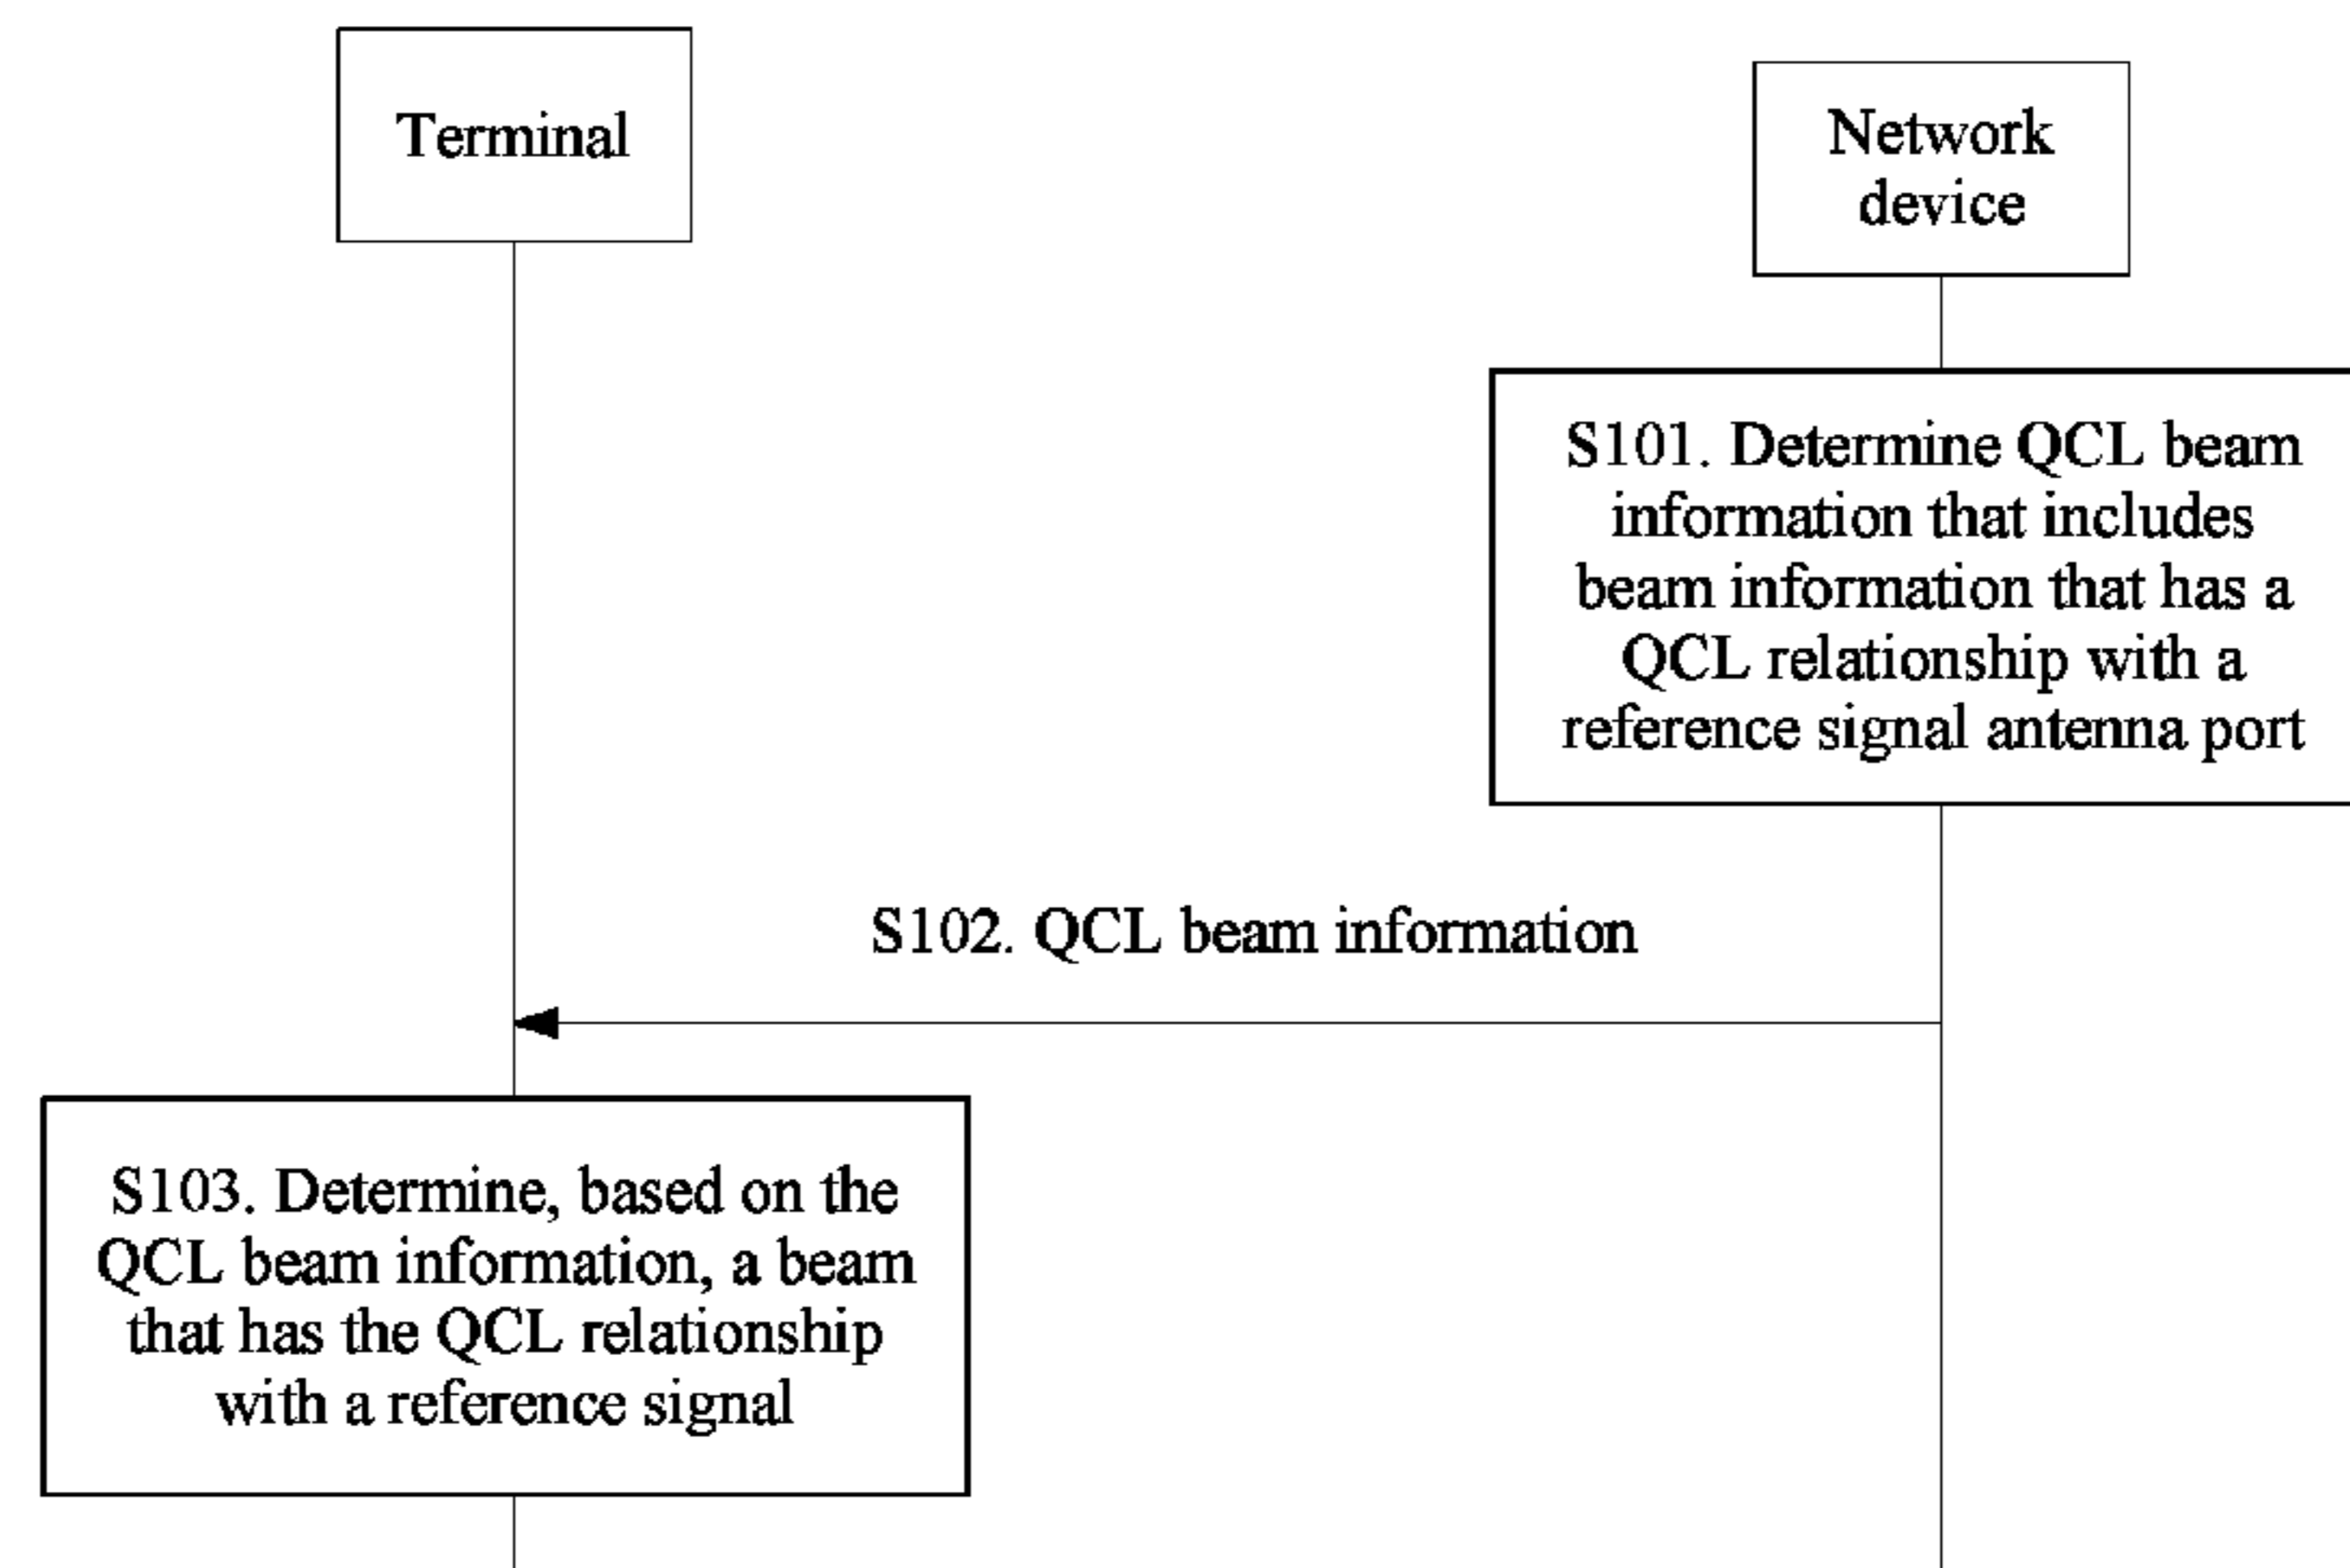 Terminal
Network
device
S101. Determine QCL beam
information that includes
beam information that has a
QCL relationship with a
reference signal antenna port
S102. QCL beam information
S103. Determine, based on the
QCL beam information, a beam
that has the QCL relationship
with a reference signal